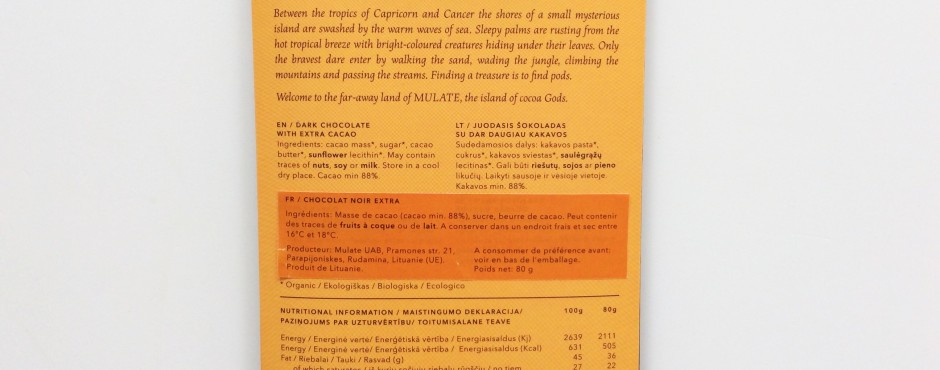 Between the tropics of Capricorn and Cancer the shores of a small mysterious
island are swashed by the warm waves of sea. Sleepy palms are rusting from the
hot tropical breeze with bright-coloured creatures hiding under their leaves. Only
the bravest dare enter by walking the sand, wading the jungle, climbing the
mountains and passing the streams. Finding a treasure is to find pods.
Welcome to the far-away land of MULATE, the island of cocoa Gods.
EN / DARK CHOCOLATE
WITH EXTRA CACAO
Ingredients: cacao mass*, sugar*, cacao
butter*, sunflower lecithin*. May contain
traces of nuts, soy or milk. Store in a cool
dry place. Cacao min 88%.
LT / JUODASIS ŠOKOLADAS
SU DAR DAUGIAU KAKAVOS
Sudedamosios dalys: kakavos pasta*,
cukrus*, kakavos sviestas*, saulėgrąžų
lecitinas*. Gali būti riešutų, sojos ar pieno
likučių. Laikyti sausoje ir vėsioje vietoje.
Kakavos min. 88%.
FR / CHOCOLAT NOIR EXTRA
Ingrédients: Masse de cacao (cacao min. 88%), sucre, beurre de cacao. Peut contenir
des traces de fruits à coque ou de lait. A conserver dans un endroit frais et sec entre
16°C et 18°C.
Producteur: Mulate UAB, Pramones str. 21,
Parapijoniskes, Rudamina, Lituanie (UE).
Produit de Lituanie.
A consommer de préférence avant:
voir en bas de l'emballage.
Poids net: 80 g
* Organic / Ekologiškas / Biologiska / Ecologico
NUTRITIONAL INFORMATION / MAISTINGUMO DEKLARACIJA/ 100g 80g
PAZIŅOJUMS PAR UZTURVĒRTĪBU/ TOITUMISALANE TEAVE
Energy / Energinė vertė/ Enerģētiskā vērtība / Energiasisaldus (Kj) 2639 2111
Energy / Energinė vertė/ Enerģētiskā vērtība / Energiasisaldus (Kcal) 631 505
Fat / Riebalai / Tauki / Rasvad (g) 45 36
of which saturates / iš kurių sočiųjų riebalų rūgščių / no tiem 27 22